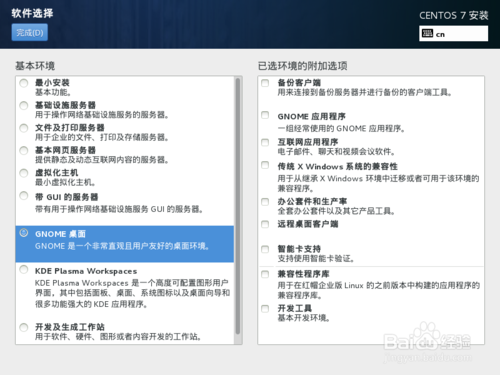 软件选择
完成(D)
CENTOS 7 安装
cn
基本环境
最小安装
基本功能。
基础设施服务器
用于操作网络基础设施服务的服务器。
文件及打印服务器
用于企业的文件、打印及存储服务器。
基本网页服务器
提供静态及动态互联网内容的服务器。
虚拟化主机
最小虚拟化主机。
带 GUI 的服务器
带有用于操作网络基础设施服务 GUI 的服务器。
GNOME 桌面
GNOME 是一个非常直观且用户友好的桌面环境。
KDE Plasma Workspaces
KDE Plasma Workspaces 是一个高度可配置图形用户
界面，其中包括面板、桌面、系统图标以及桌面向导和
很多功能强大的 KDE 应用程序。
开发及生成工作站
用于软件、硬件、图形或者内容开发的工作站。
已选环境的附加选项
备份客户端
用来连接到备份服务器并进行备份的客户端工具。
GNOME 应用程序
一组经常使用的 GNOME 应用程序。
互联网应用程序
电子邮件、聊天和视频会议软件。
传统 X Windows 系统的兼容性
用于从继承 X Windows 环境中迁移或者可用于该环境的
兼容程序。
办公套件和生产率
全套办公套件以及其它产品工具。
远程桌面客户端
智能卡支持
支持使用智能卡验证。
兼容性程序库
用于在红帽企业版 Linux 的之前版本中构建的应用程序的
兼容程序库。
开发工具
基本开发环境。
Baidu经验
jingyan.baidu.com